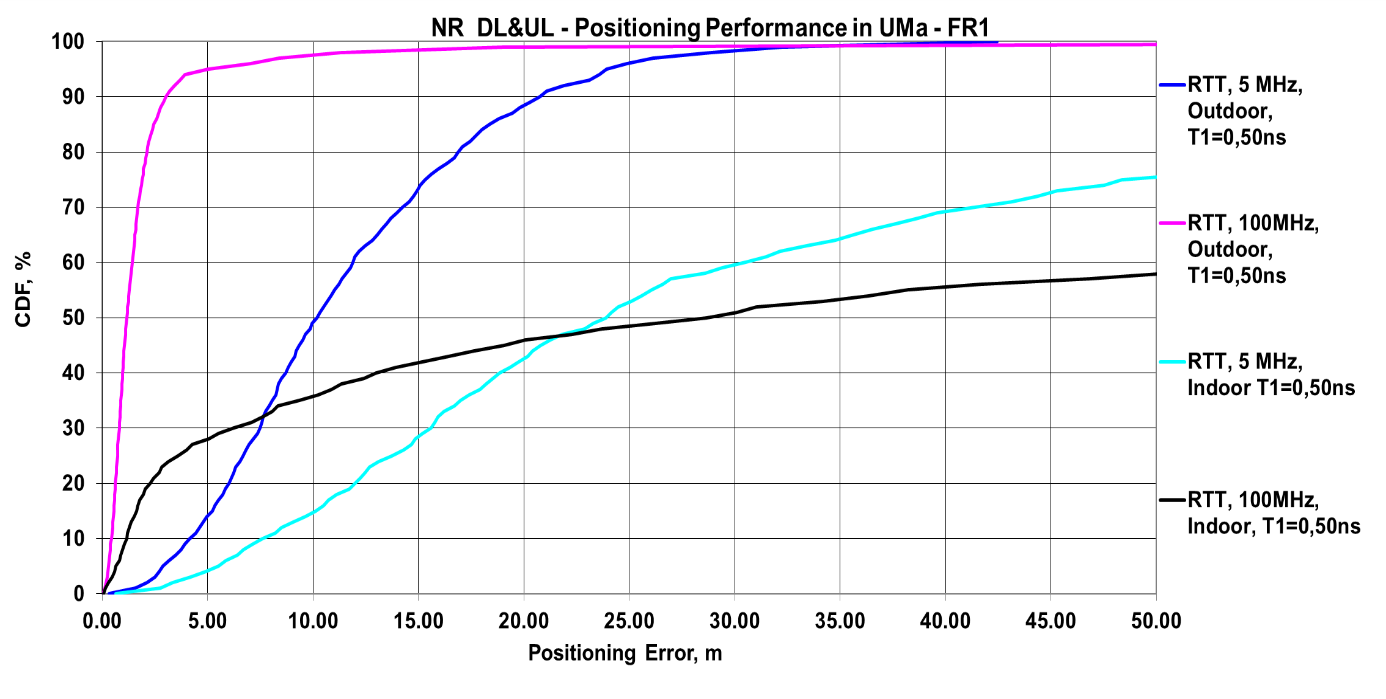 NR DL&UL - Positioning Performance in UMa - FR1
100
90
80
70
60
50
40
30
20
10
0
CDF, %
0.00 5.00 10.00 15.00 20.00 25.00 30.00 35.00 40.00 45.00 50.00
Positioning Error, m
RTT, 5 MHz,
Outdoor,
T1=0,50ns
RTT, 100MHz,
Outdoor,
T1=0,50ns
RTT, 5 MHz,
Indoor T1=0,50ns
RTT, 100MHz,
Indoor, T1=0,50ns